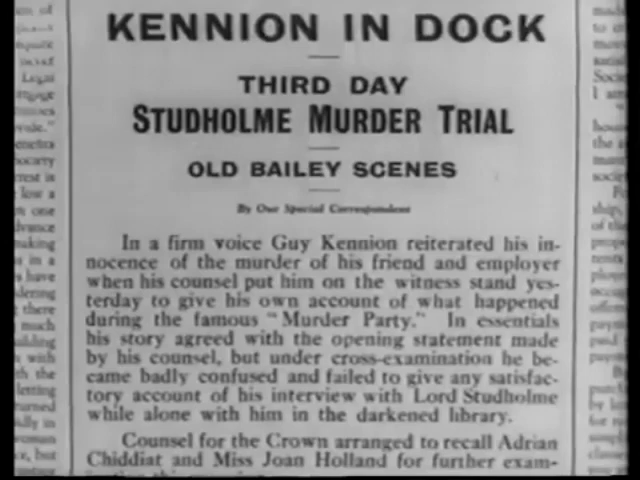 KENNION IN DOCK
THIRD DAY
STUDHOLME MURDER TRIAL
OLD BAILEY SCENES
By Our Special Correspondent
In a firm voice Guy Kennion reiterated his in-
nocence of the murder of his friend and employer
when his counsel put him on the witness stand yes-
terday to give his own account of what happened
during the famous "Murder Party." In essentials
his story agreed with the opening statement made
by his counsel, but under cross-examination he be-
came badly confused and failed to give any satisfac-
tory account of his interview with Lord Studholme
while alone with him in the darkened library.
Counsel for the Crown arranged to recall Adrian
Chiddiat and Miss Joan Holland for further exam-